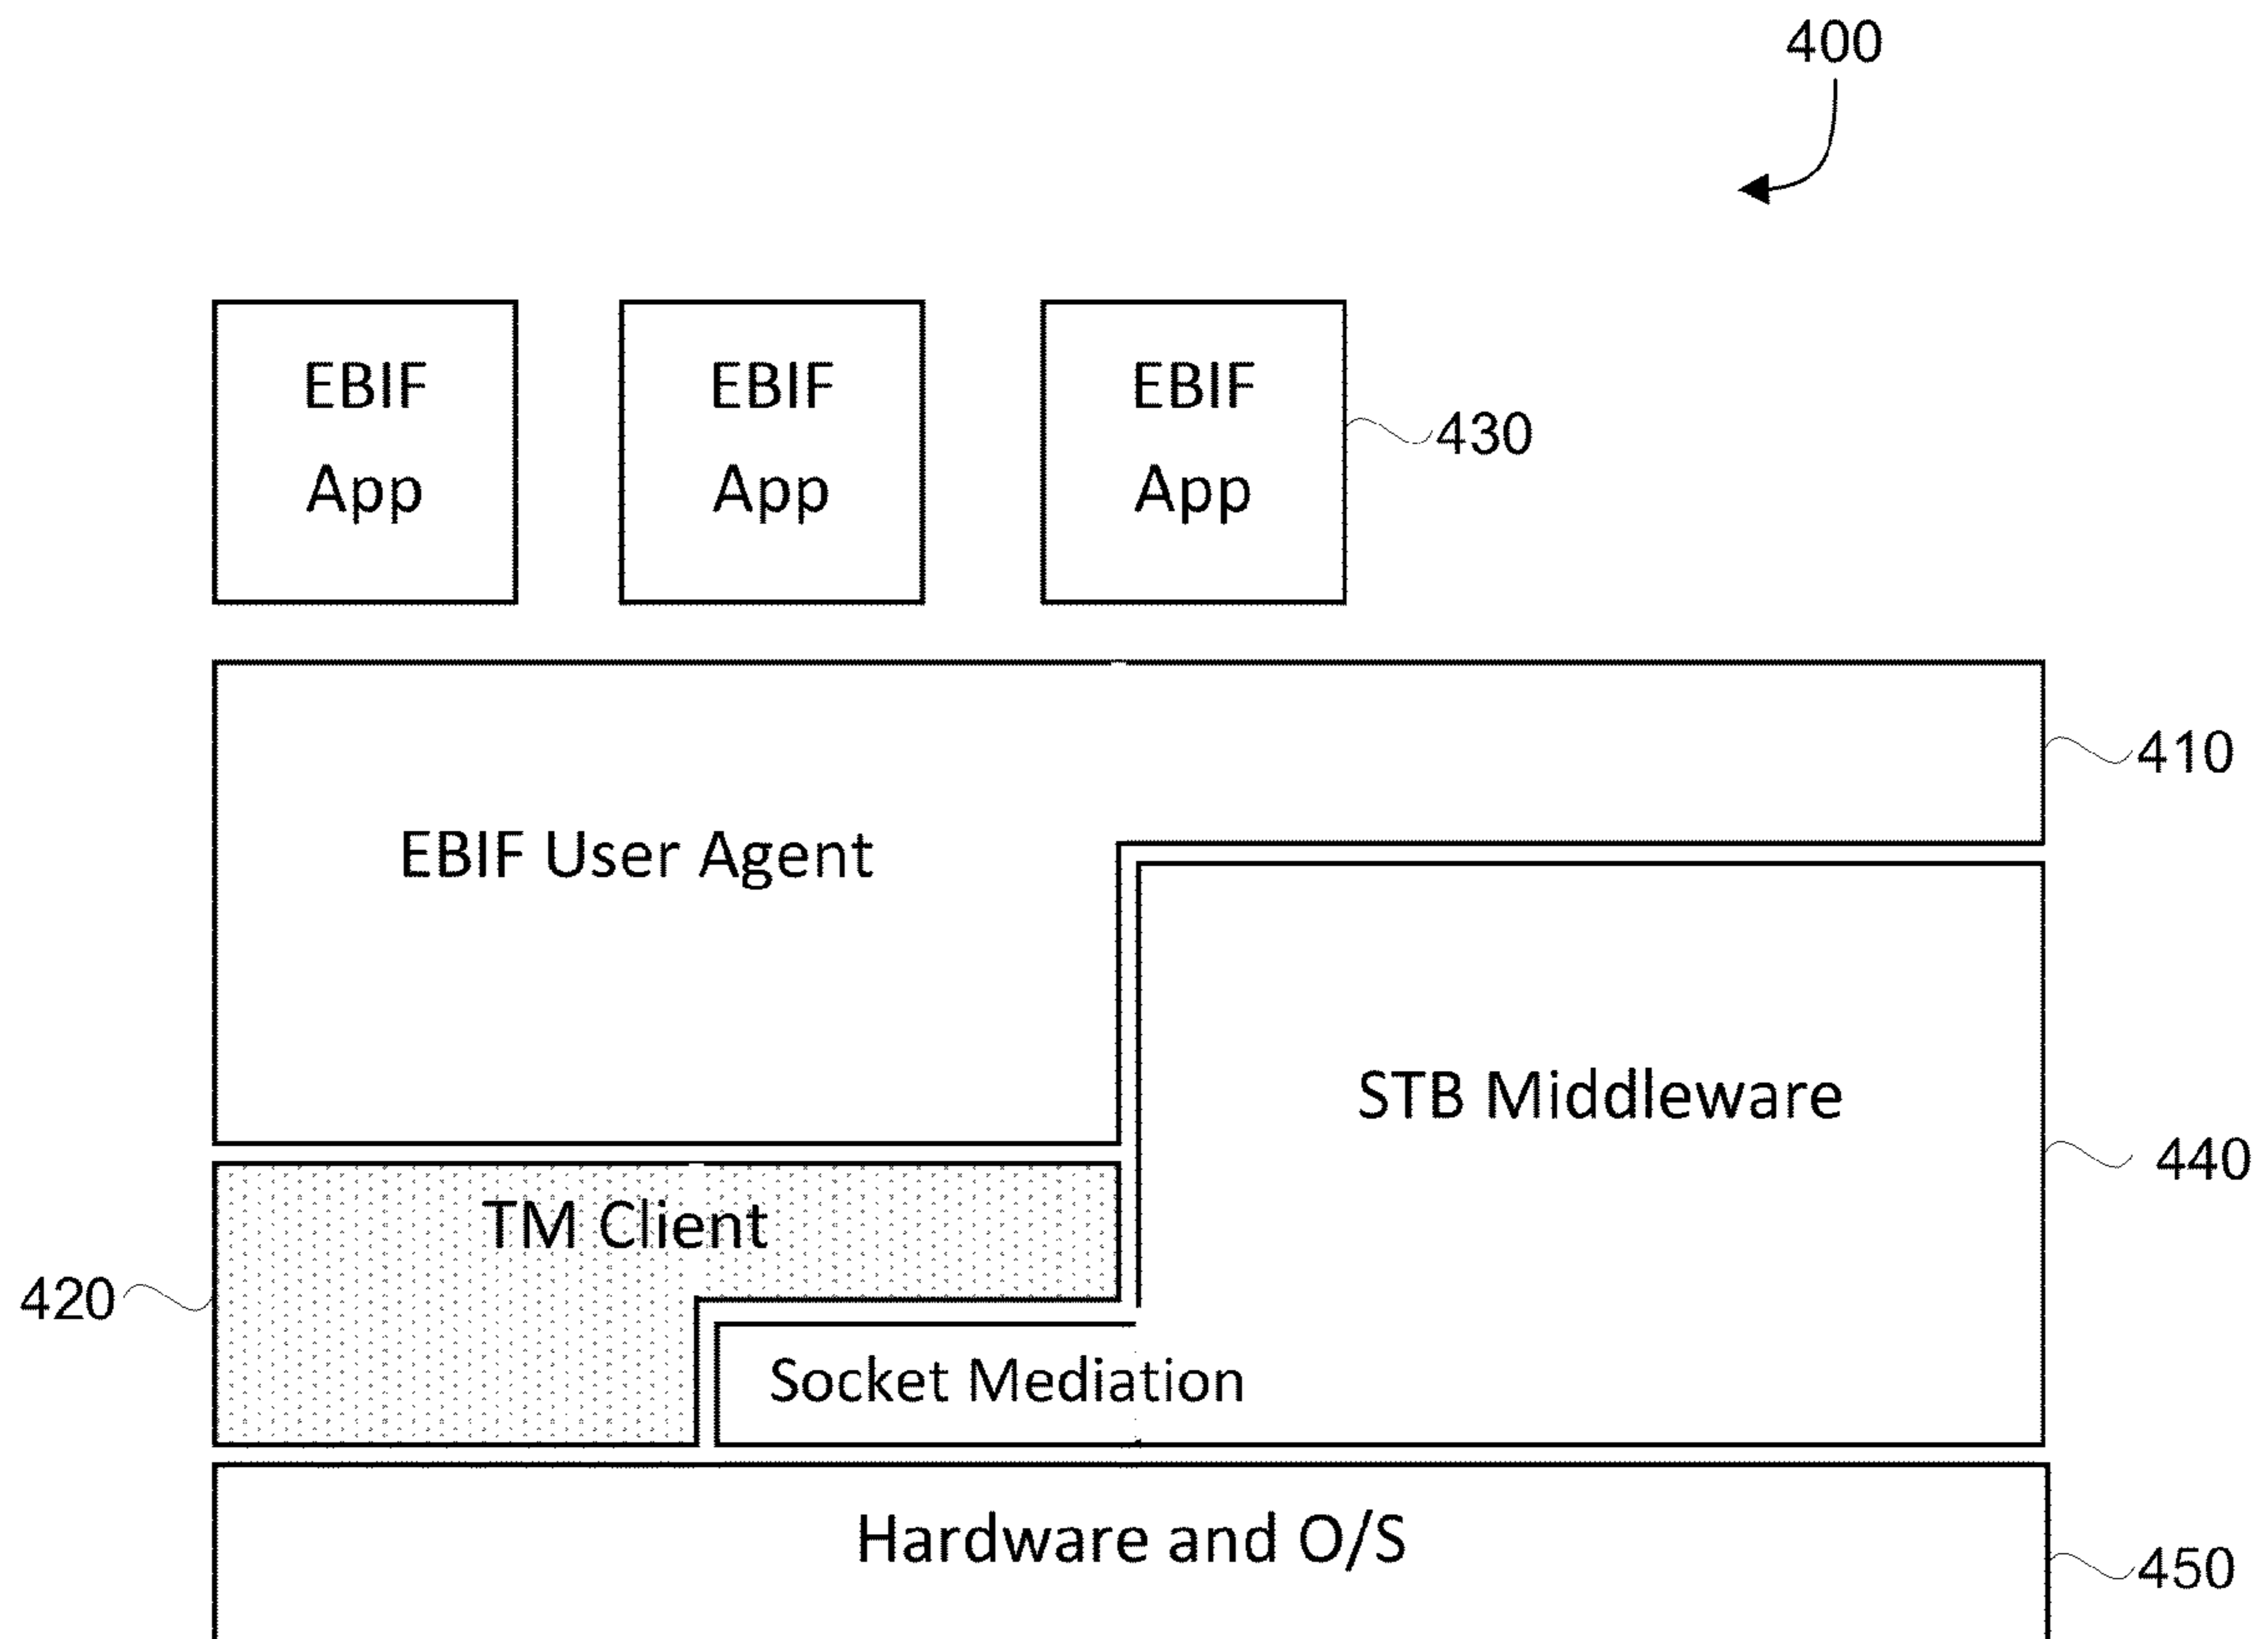 400
EBIF
App
EBIF
App
EBIF
App
430
410
EBIF User Agent
STB Middleware
440
TM Client
420
Socket Mediation
Hardware and O/S
450